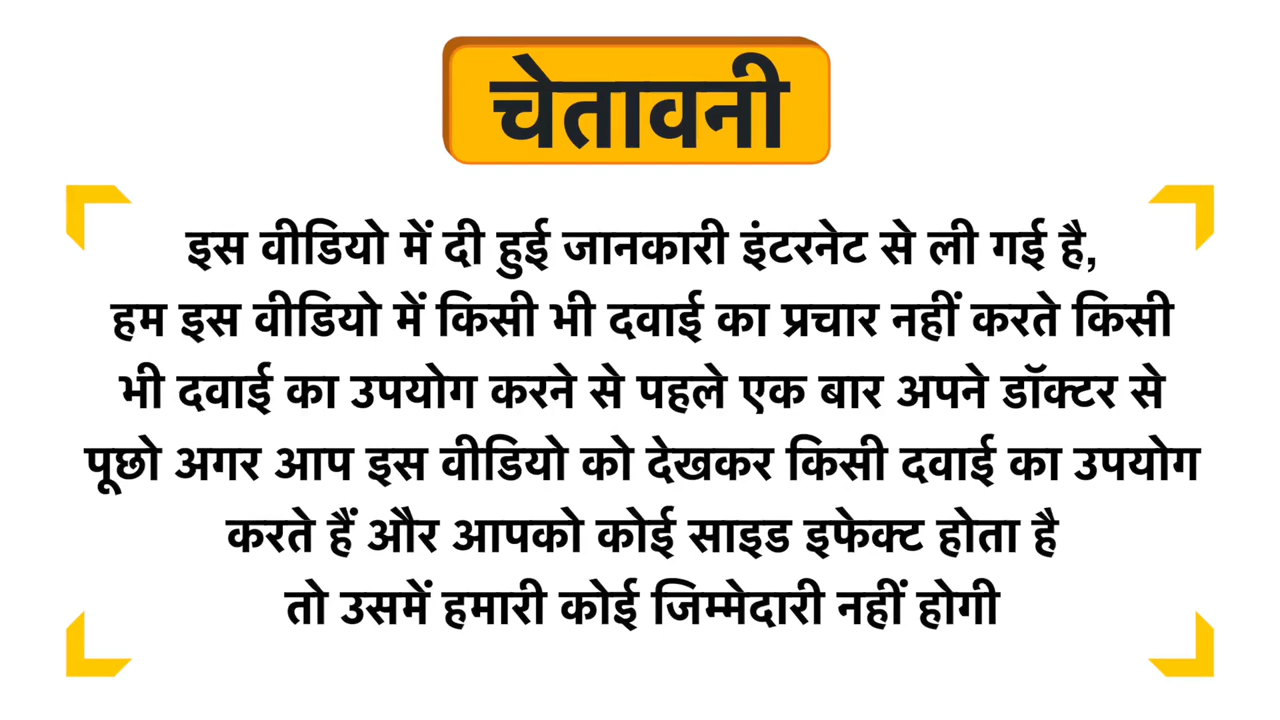 चेतावनी
इस वीडियो में दी हुई जानकारी इंटरनेट से ली गई है,
हम इस वीडियो में किसी भी दवाई का प्रचार नहीं करते किसी
भी दवाई का उपयोग करने से पहले एक बार अपने डॉक्टर से
पूछो अगर आप इस वीडियो को देखकर किसी दवाई का उपयोग
करते हैं और आपको कोई साइड इफेक्ट होता है
तो उसमें हमारी कोई जिम्मेदारी नहीं होगी